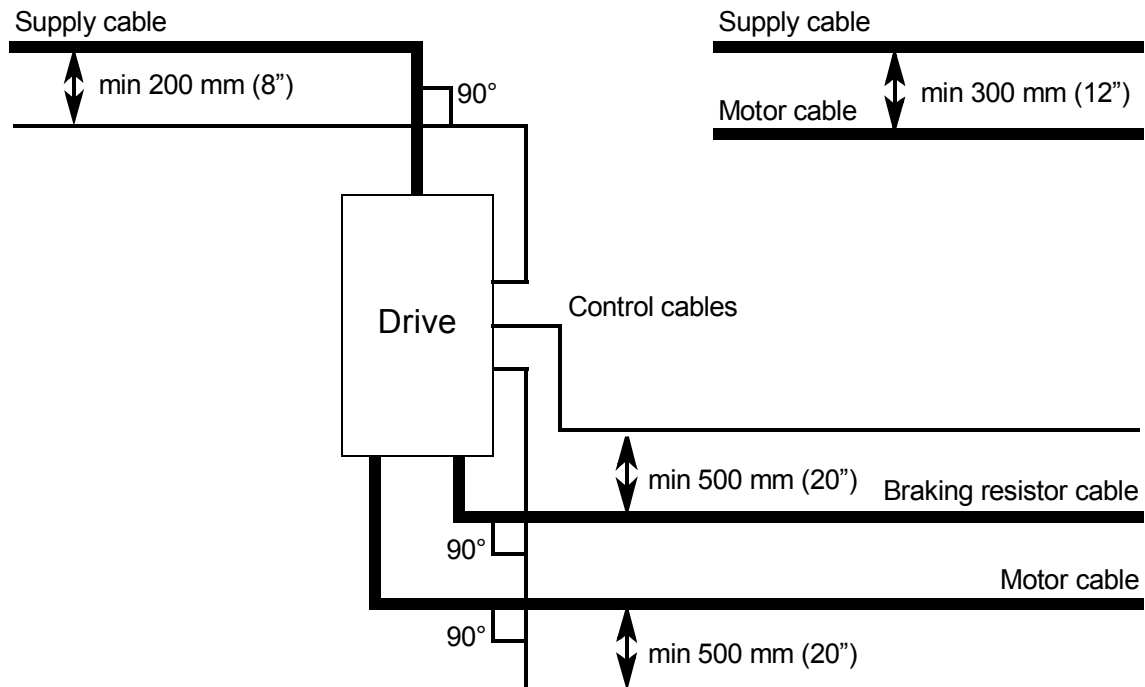 Supply cable
min 200 mm (8”)
90°
Supply cable
min 300 mm (12”)
Motor cable
Drive
Control cables
min 500 mm (20”)
Braking resistor cable
90°
Motor cable
90°
min 500 mm (20”)